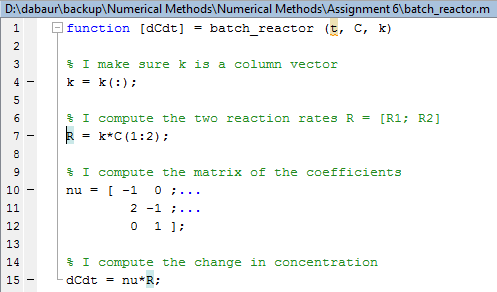 D:\dabaur\backup\Numerical Methods\Numerical Methods\Assignment 6\batch_reactor.m
1 function [dCdt] = batch_reactor (t, C, k)
2
3 % I make sure k is a column vector
4 – k = k(:);
5
6 % I compute the two reaction rates R = [R1; R2]
7 – R = k*C(1:2);
8
9 % I compute the matrix of the coefficients
10 – nu = [ -1 0 ;...
11 2 -1 ;...
12 0 1 ];
13
14 % I compute the change in concentration
15 – dCdt = nu*R;